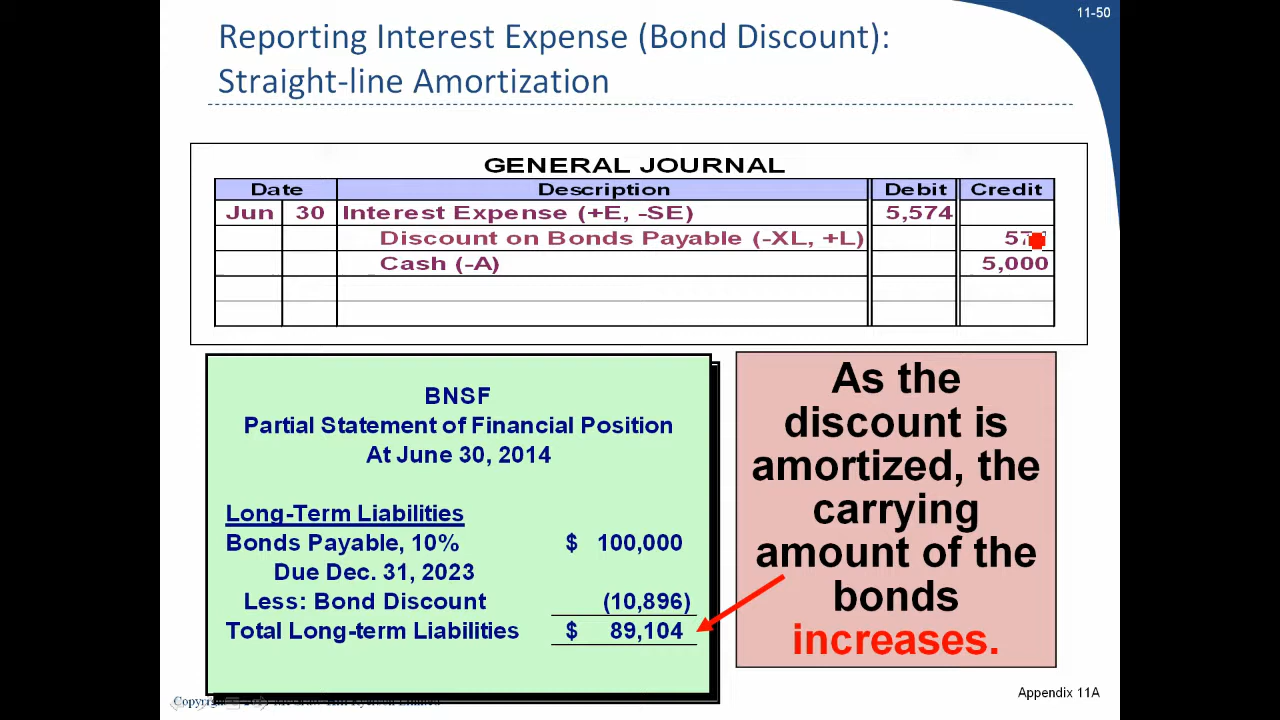 11-50
Reporting Interest Expense (Bond Discount):
Straight-line Amortization
GENERAL JOURNAL
Date Description Debit Credit
Jun 30 Interest Expense (+E, -SE) 5,574
Discount on Bonds Payable (-XL, +L)
Cash (-A) 5,000
BNSF
Partial Statement of Financial Position
At June 30, 2014
Long-Term Liabilities
Bonds Payable, 10% $ 100,000
Due Dec. 31, 2023
Less: Bond Discount (10,896)
Total Long-term Liabilities $ 89,104
As the
discount is
amortized, the
carrying
amount of the
bonds
increases.
Appendix 11A